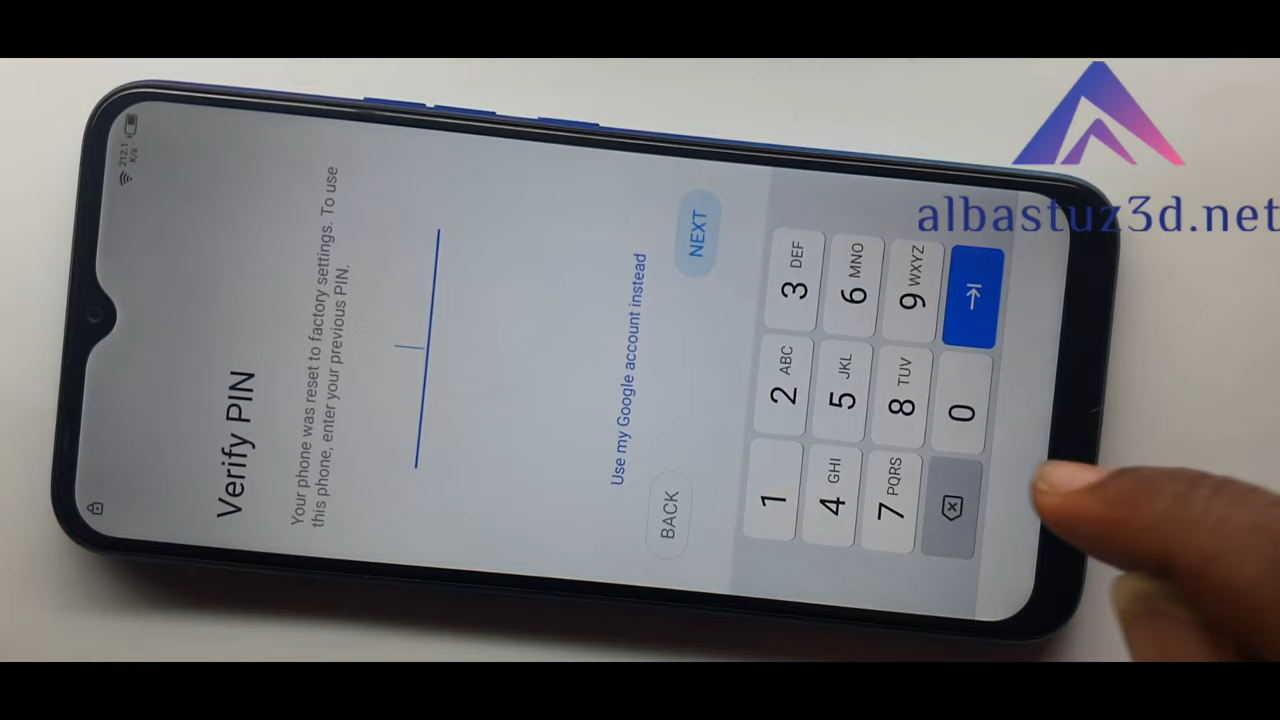 albastuz3d.net
212.1
K/s
Verify PIN
Your phone was reset to factory settings. To use
this phone, enter your previous PIN.
Use my Google account instead
BACK
NEXT
1
2 ABC
3 DEF
4 GHI
5 JKL
6 MNO
7 PQRS
8 TUV
9 WXYZ
0